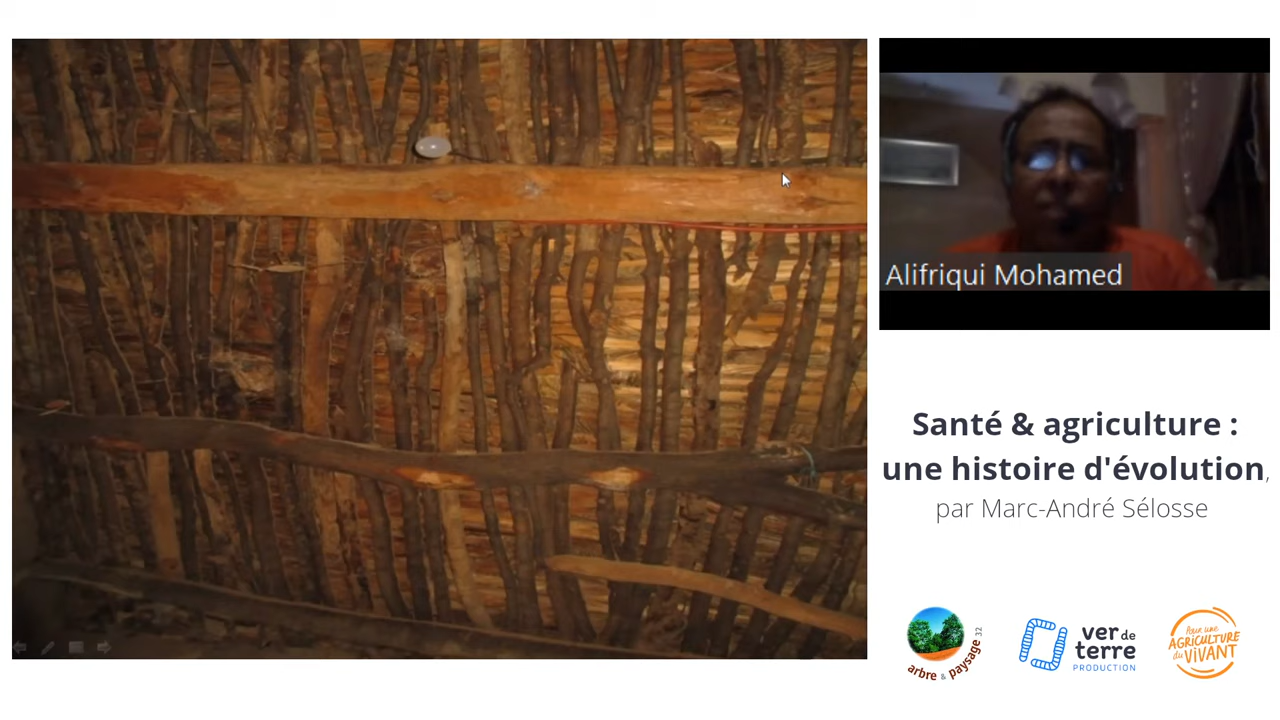 Alifriqui Mohamed
Santé & agriculture :
une histoire d'évolution,
par Marc-André Sélosse
arbre & paysage 32
ver de
terre
PRODUCTION
Pour une
AGRICULTURE
du VIVANT